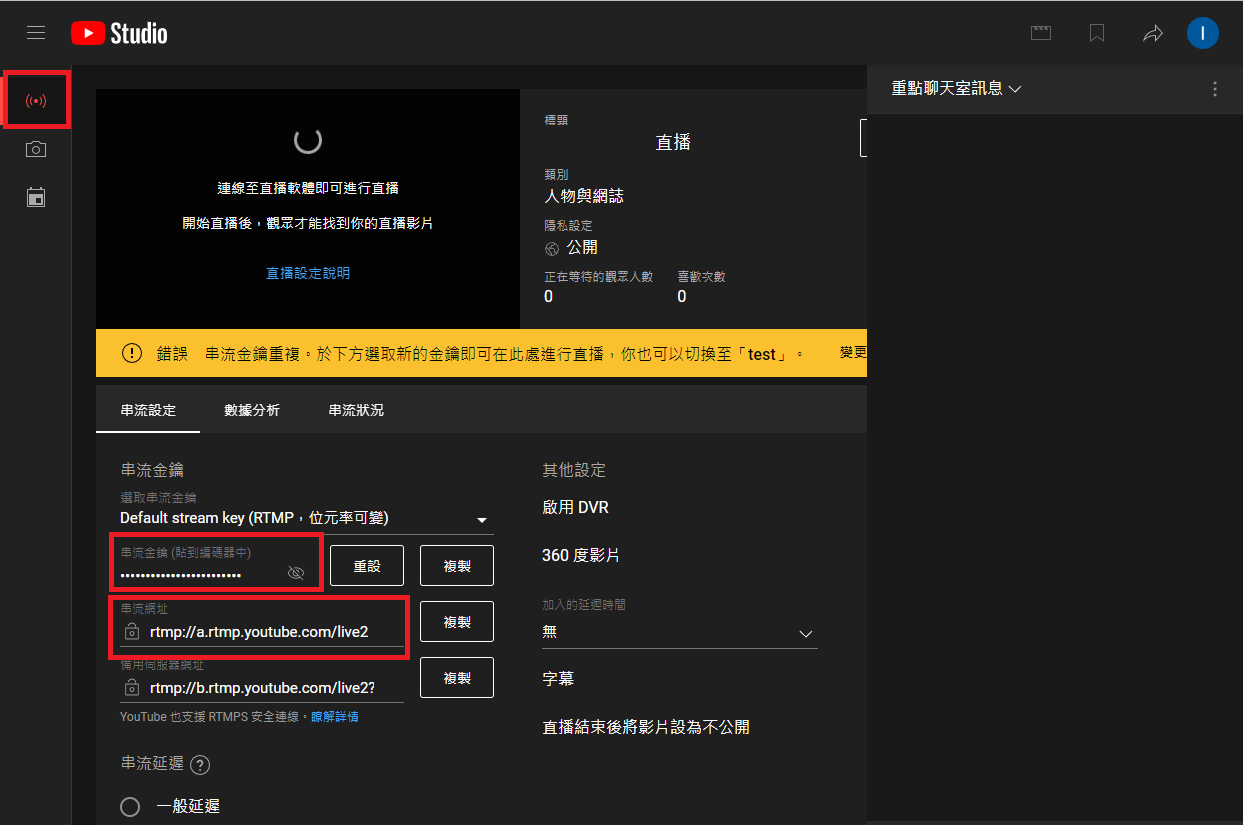 Studio
I
重點聊天室訊息
連線至直播軟體即可進行直播
開始直播後，觀眾才能找到你的直播影片
直播設定說明
標題
直播
類別
人物與網誌
隱私設定
公開
正在等待的觀眾人數 喜歡次數
0 0
錯誤 串流金鑰重複。於下方選取新的金鑰即可在此處進行直播，你也可以切換至「test」。 變更
串流設定 數據分析 串流狀況
串流金鑰
選取串流金鑰
Default stream key (RTMP，位元率可變)
串流金鑰 (貼到編碼器中)
••••••••••••••••••••••••
重設 複製
串流網址
rtmp://a.rtmp.youtube.com/live2
複製
備用伺服器網址
rtmp://b.rtmp.youtube.com/live2?
複製
YouTube 也支援 RTMPS 安全連線。瞭解詳情
串流延遲 ?
一般延遲
其他設定
啟用 DVR
360 度影片
加入的延遲時間
無
字幕
直播結束後將影片設為不公開